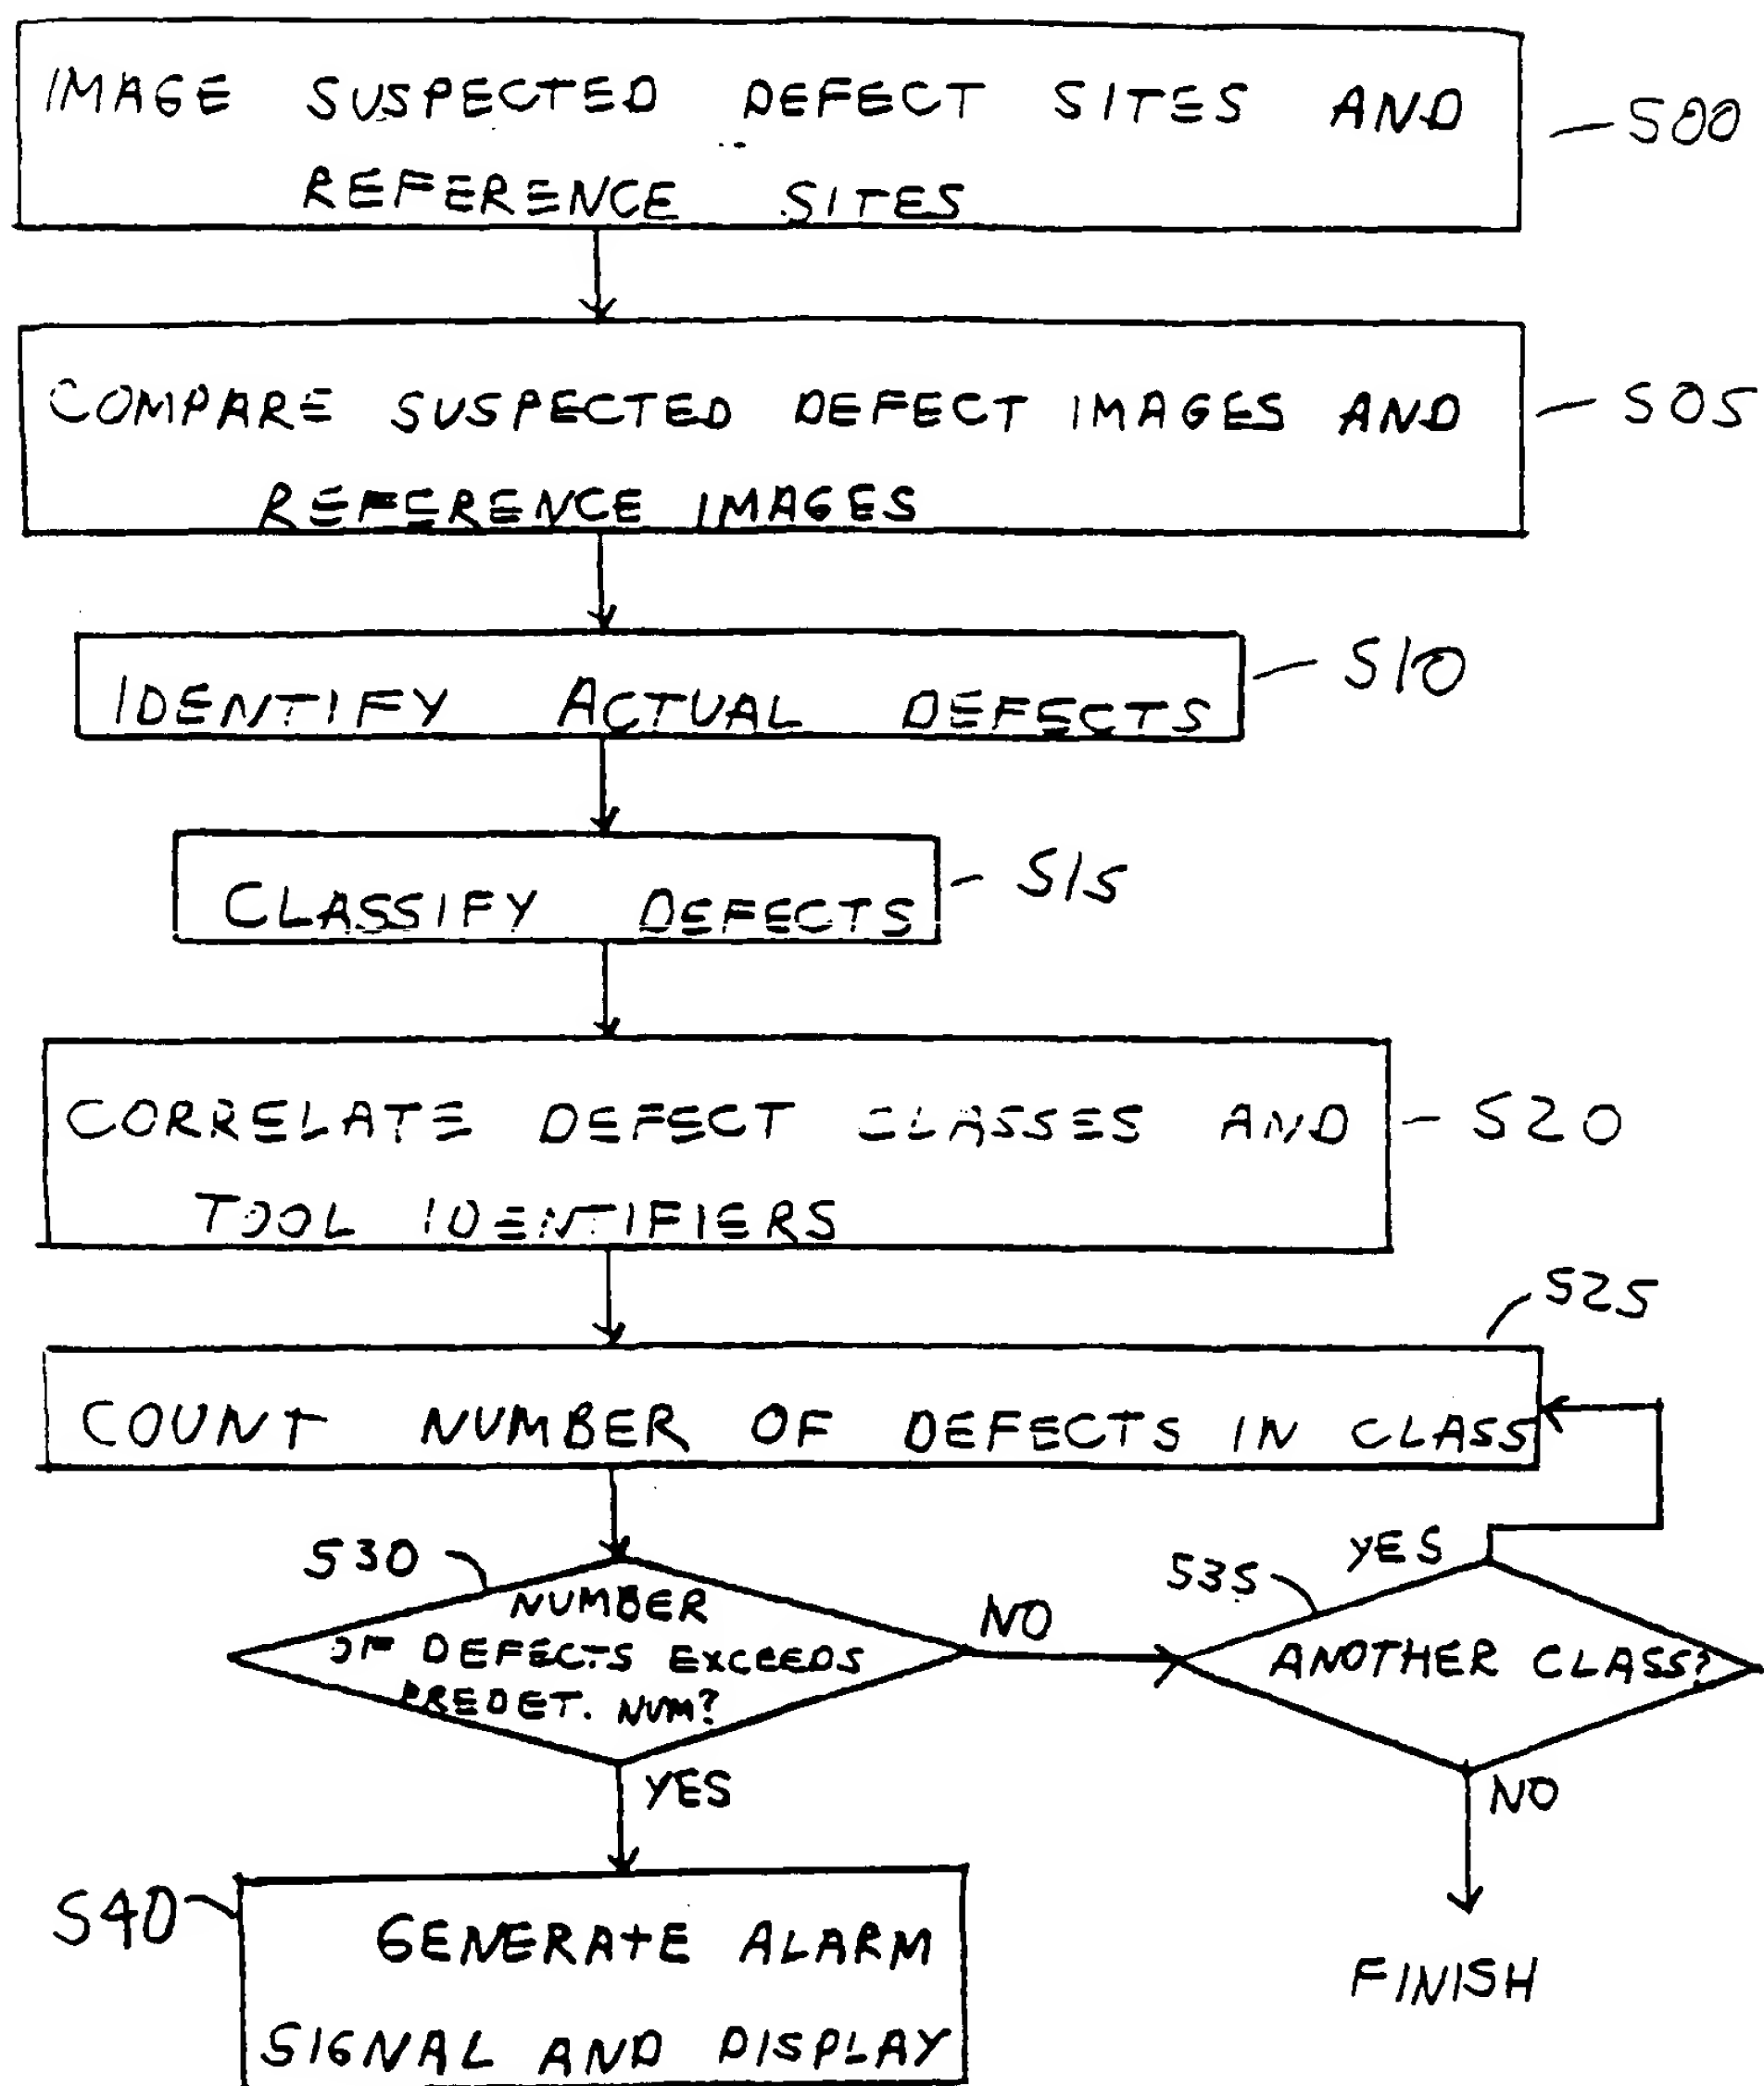 IMAGE SUSPECTED DEFECT SITES AND
REFERENCE SITES
500
COMPARE SUSPECTED DEFECT IMAGES AND
REFERENCE IMAGES
505
IDENTIFY ACTUAL DEFECTS
510
CLASSIFY DEFECTS
515
CORRELATE DEFECT CLASSES AND
TOOL IDENTIFIERS
520
525
COUNT NUMBER OF DEFECTS IN CLASS
530
NUMBER
OF DEFECTS EXCEEDS
PREDET. NUM?
NO
YES
535
ANOTHER CLASS?
YES
NO
540
GENERATE ALARM
SIGNAL AND DISPLAY
FINISH